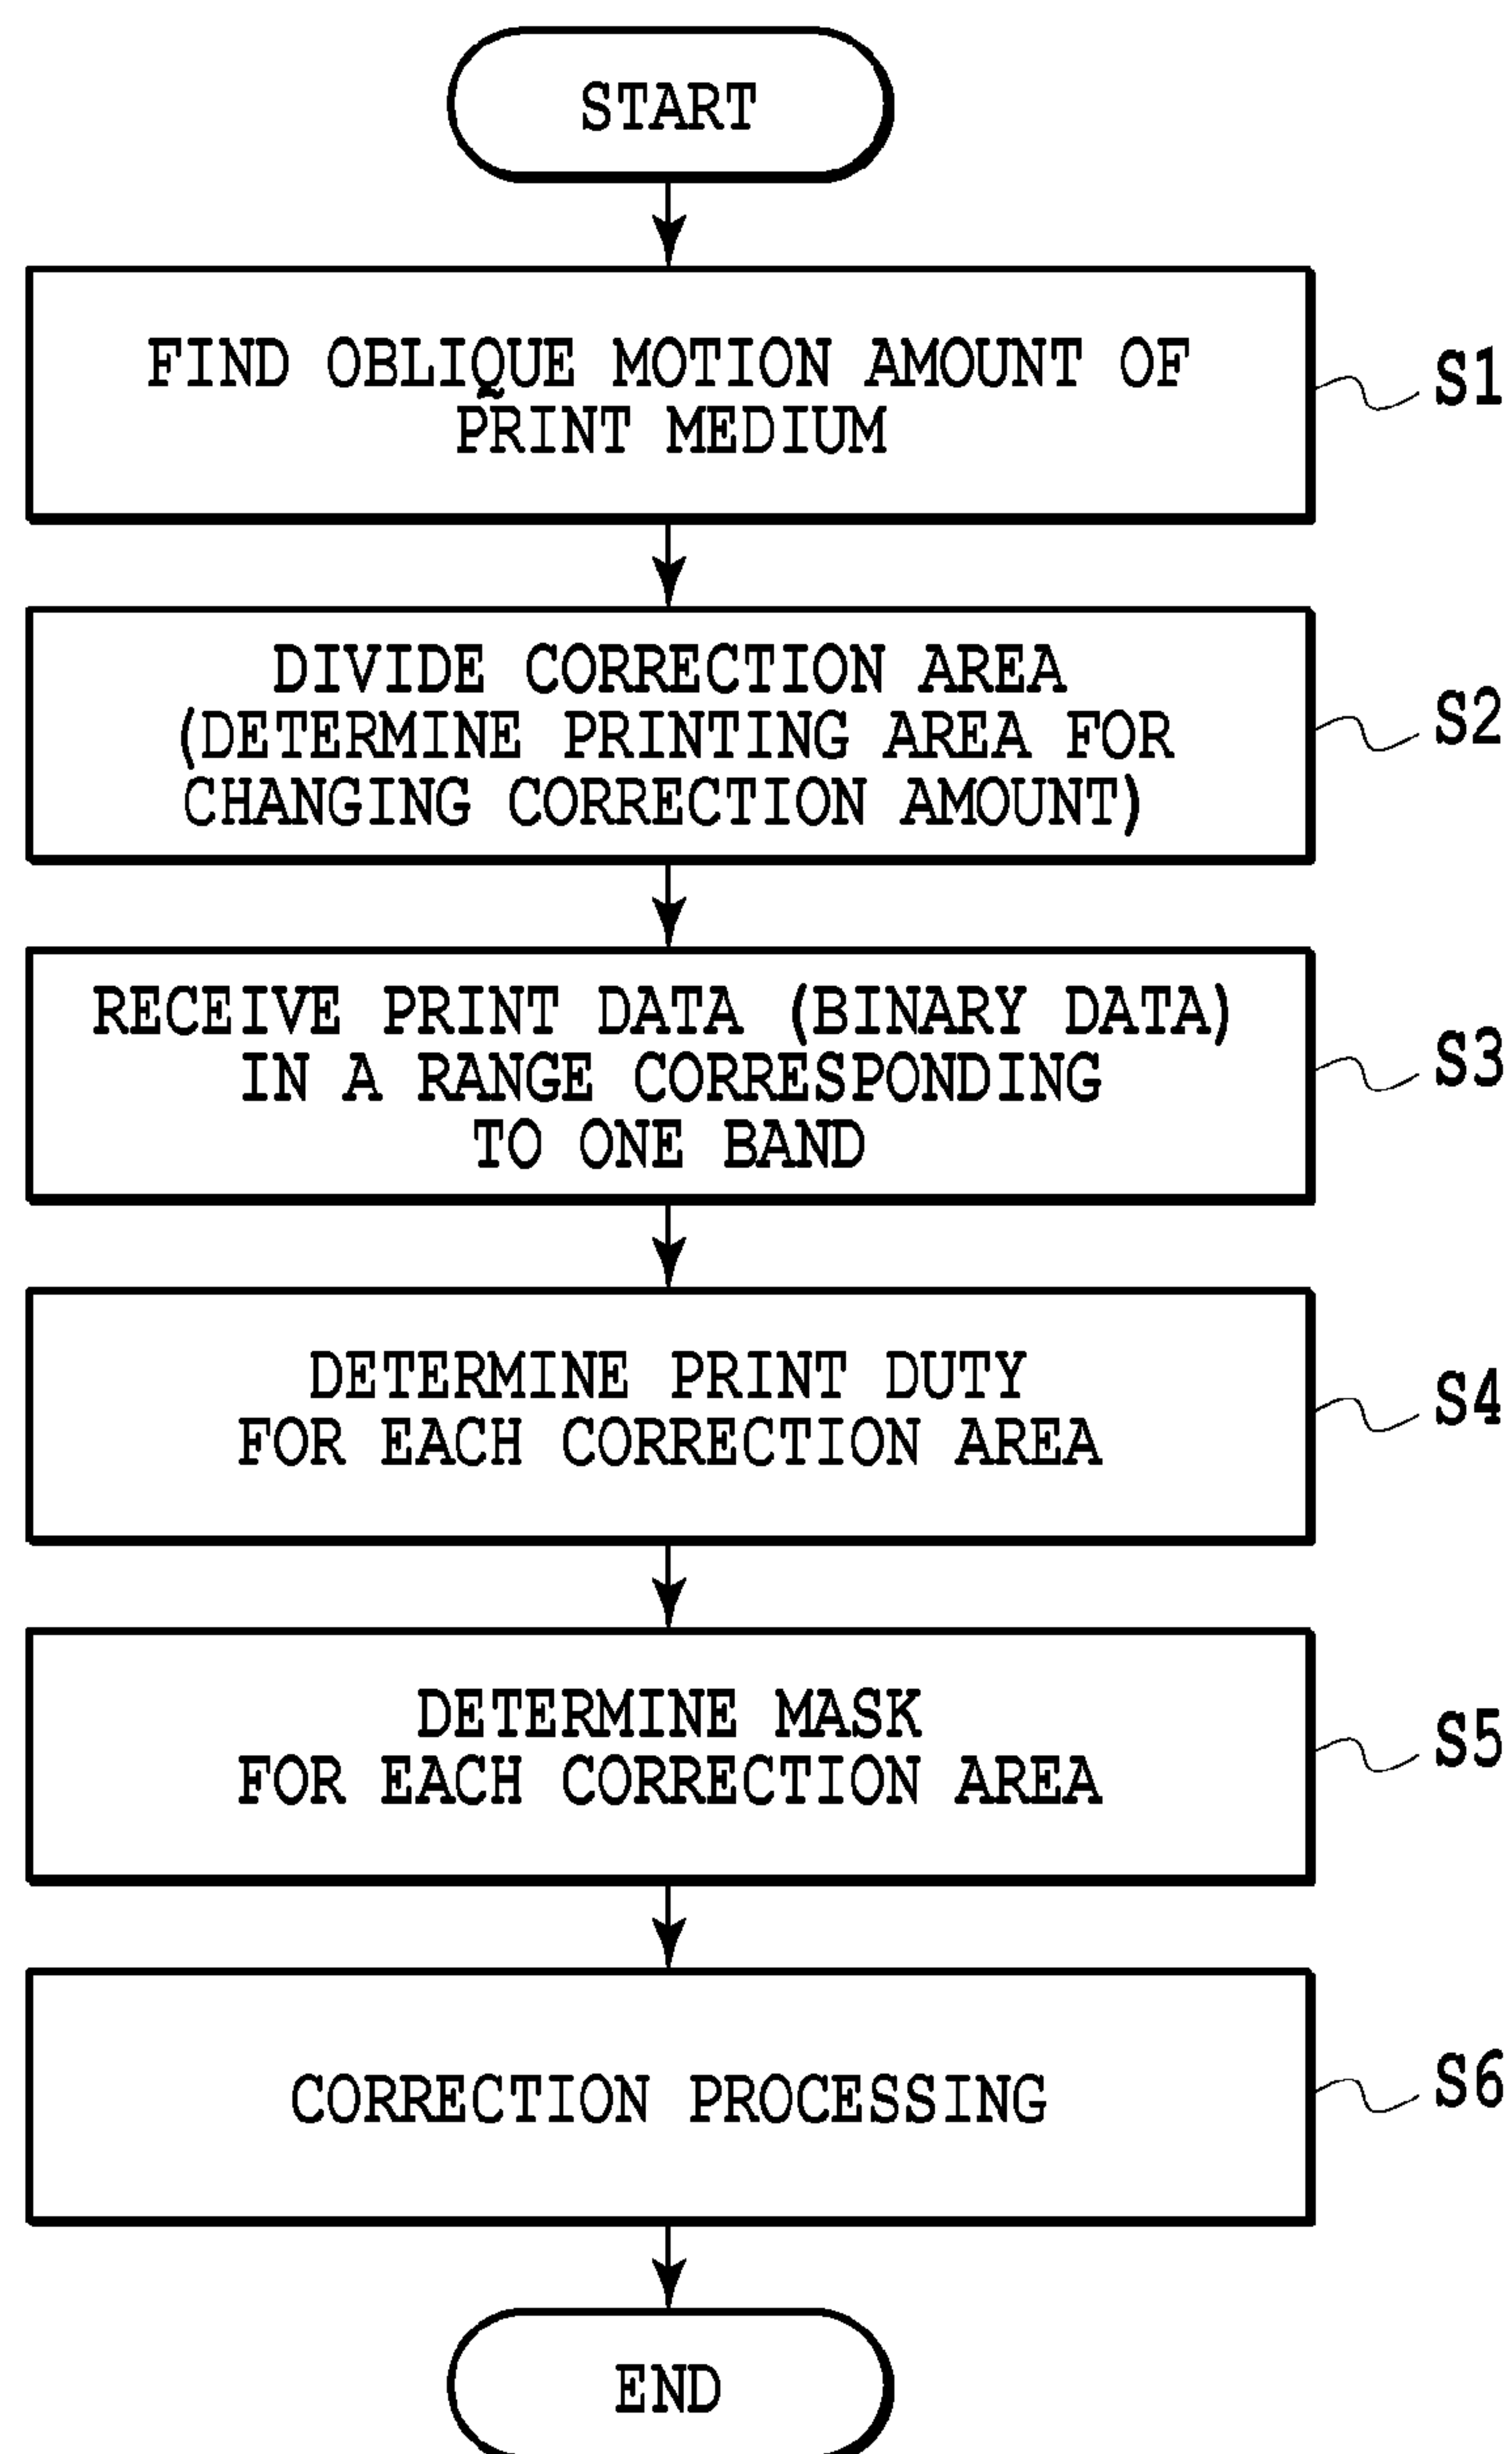 START
FIND OBLIQUE MOTION AMOUNT OF
PRINT MEDIUM
S1
DIVIDE CORRECTION AREA
(DETERMINE PRINTING AREA FOR
CHANGING CORRECTION AMOUNT)
S2
RECEIVE PRINT DATA (BINARY DATA)
IN A RANGE CORRESPONDING
TO ONE BAND
S3
DETERMINE PRINT DUTY
FOR EACH CORRECTION AREA
S4
DETERMINE MASK
FOR EACH CORRECTION AREA
S5
CORRECTION PROCESSING
S6
END